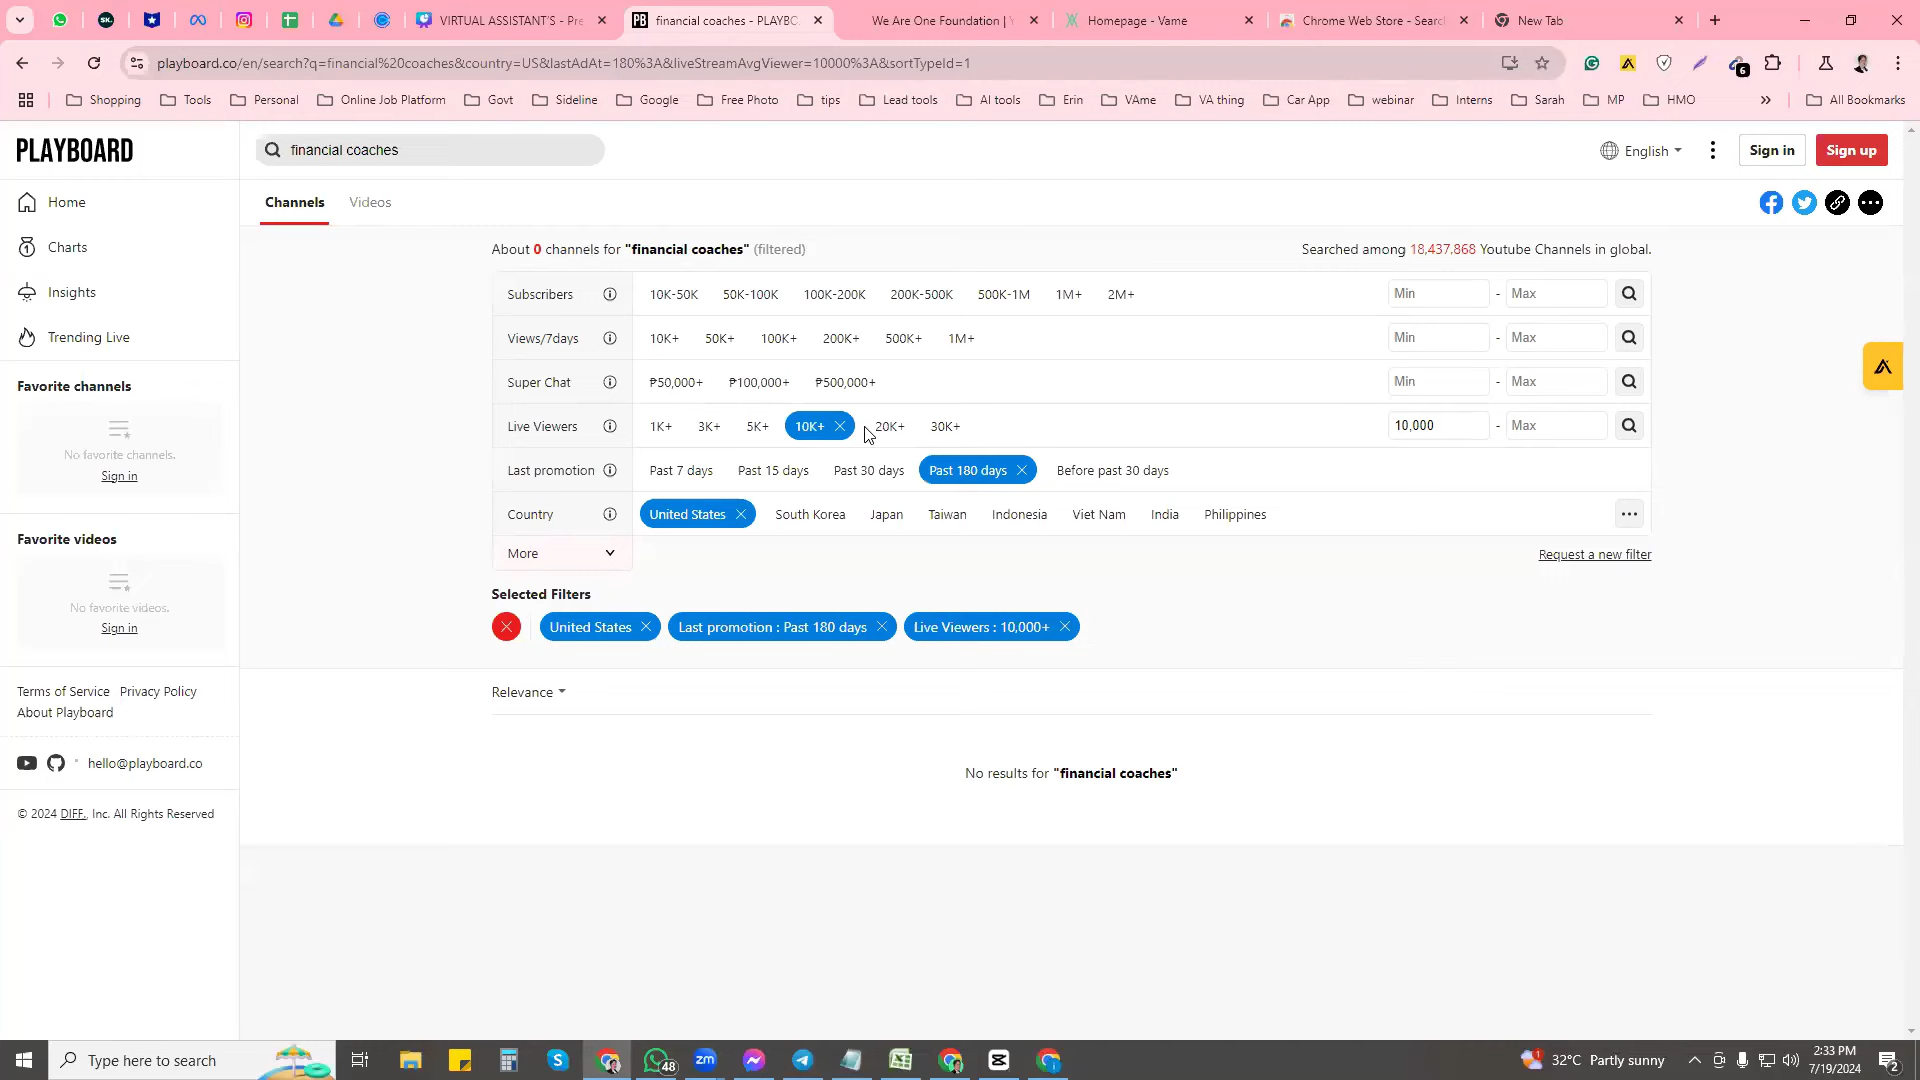 VIRTUAL ASSISTANT'S - Pre
financial coaches - PLAYBO
We Are One Foundation | Y
Homepage - Vame
Chrome Web Store - Searc
New Tab
playboard.co/en/search?q=financial%20coaches&country=US&lastAdAt=180%3A&liveStreamAvgViewer=10000%3A&sortTypeId=1
6
Shopping
Tools
Personal
Online Job Platform
Govt
Sideline
Google
Free Photo
tips
Lead tools
AI tools
Erin
VAme
VA thing
Car App
webinar
Interns
Sarah
MP
HMO
All Bookmarks
PLAYBOARD
financial coaches
English
Sign in
Sign up
Home
Charts
Insights
Trending Live
Channels
Videos
About 0 channels for "financial coaches" (filtered)
Searched among 18,437,868 Youtube Channels in global.
Subscribers 10K-50K 50K-100K 100K-200K 200K-500K 500K-1M 1M+ 2M+ Min - Max
Views/7days 10K+ 50K+ 100K+ 200K+ 500K+ 1M+ Min - Max
Super Chat ₱50,000+ ₱100,000+ ₱500,000+ Min - Max
Live Viewers 1K+ 3K+ 5K+ 10K+ 20K+ 30K+ 10,000 - Max
Last promotion Past 7 days Past 15 days Past 30 days Past 180 days Before past 30 days
Country United States South Korea Japan Taiwan Indonesia Viet Nam India Philippines
More
Request a new filter
Selected Filters
United States
Last promotion : Past 180 days
Live Viewers : 10,000+
Relevance
No results for "financial coaches"
Favorite channels
No favorite channels.
Sign in
Favorite videos
No favorite videos.
Sign in
Terms of Service Privacy Policy
About Playboard
hello@playboard.co
© 2024 DIFF., Inc. All Rights Reserved
Type here to search
48
zm
32°C Partly sunny
2:33 PM
7/19/2024
2